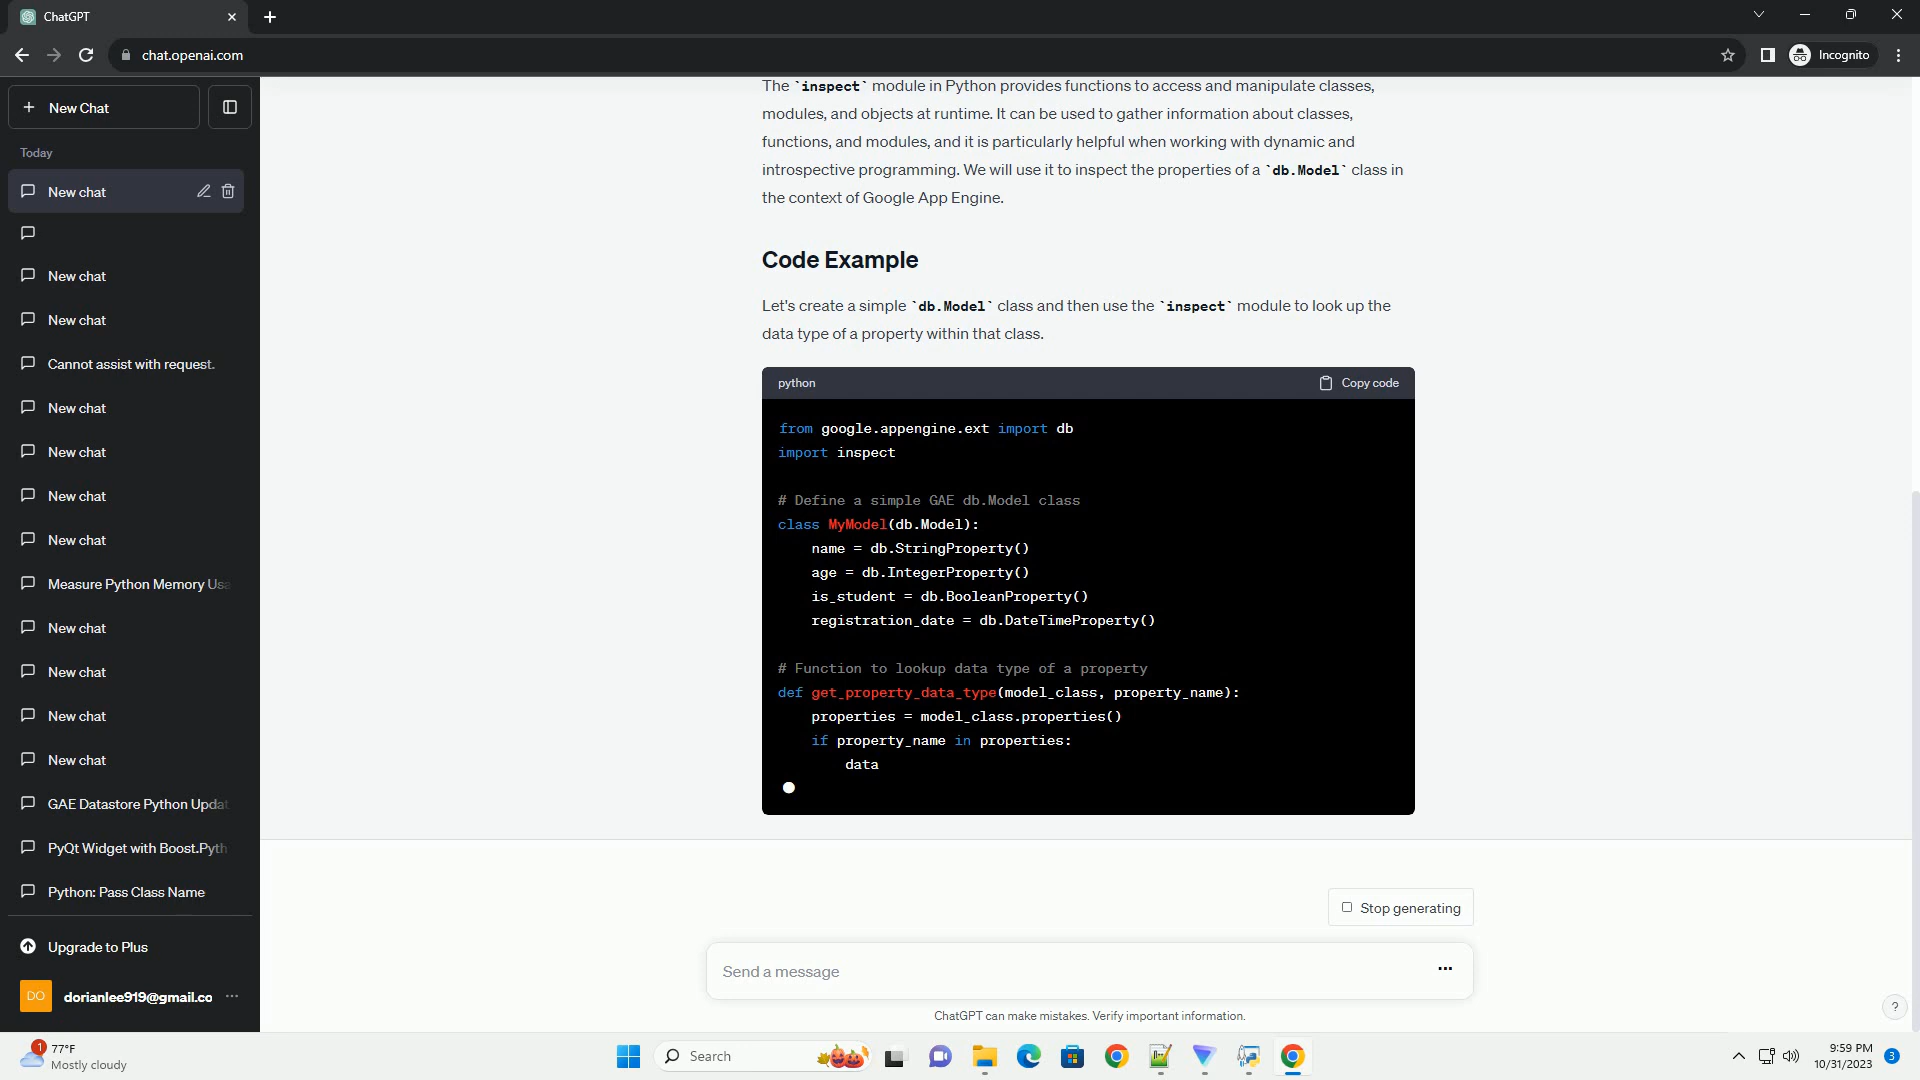 ChatGPT
chat.openai.com
Incognito
New Chat
Today
New chat
New chat
New chat
Cannot assist with request.
New chat
New chat
New chat
New chat
Measure Python Memory Usa
New chat
New chat
New chat
New chat
GAE Datastore Python Updat
PyQt Widget with Boost.Pyth
Python: Pass Class Name
Upgrade to Plus
DO
dorianlee919@gmail.co
The `inspect` module in Python provides functions to access and manipulate classes,
modules, and objects at runtime. It can be used to gather information about classes,
functions, and modules, and it is particularly helpful when working with dynamic and
introspective programming. We will use it to inspect the properties of a `db.Model` class in
the context of Google App Engine.
Code Example
Let's create a simple `db.Model` class and then use the `inspect` module to look up the
data type of a property within that class.
python
Copy code
from google.appengine.ext import db
import inspect
# Define a simple GAE db.Model class
class MyModel(db.Model):
name = db.StringProperty()
age = db.IntegerProperty()
is_student = db.BooleanProperty()
registration_date = db.DateTimeProperty()
# Function to lookup data type of a property
def get_property_data_type(model_class, property_name):
properties = model_class.properties()
if property_name in properties:
data
Stop generating
Send a message
ChatGPT can make mistakes. Verify important information.
?
1
77°F
Mostly cloudy
Search
9:59 PM
10/31/2023
3